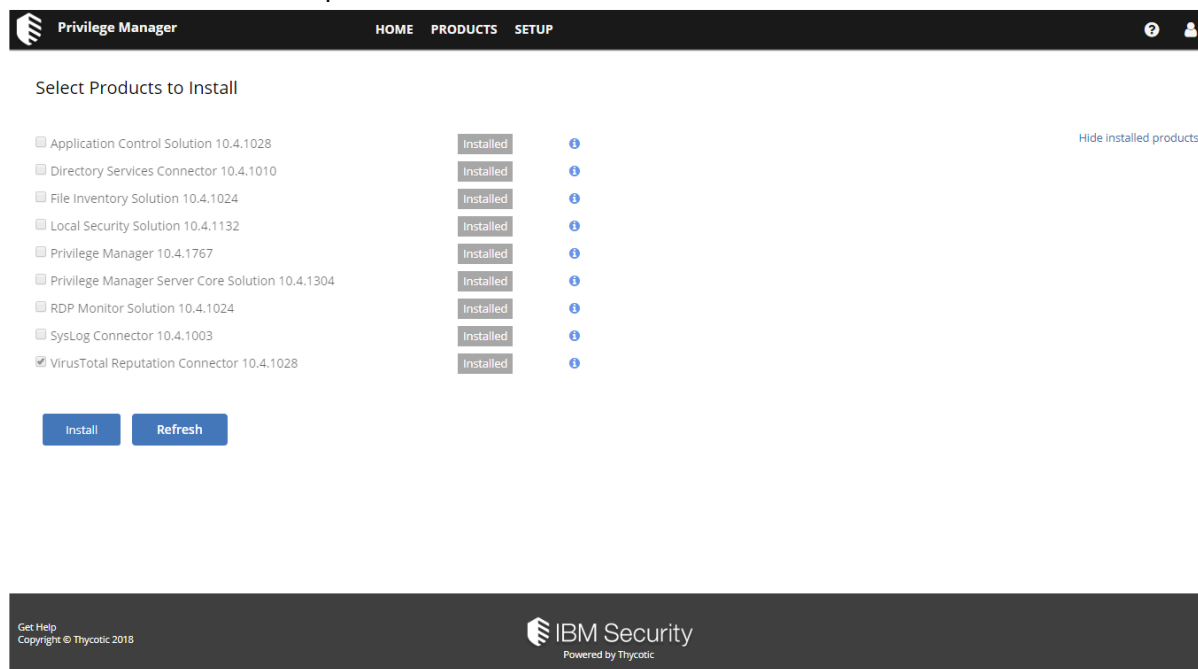 Privilege Manager HOME PRODUCTS SETUP
Select Products to Install
Hide installed products
Application Control Solution 10.4.1028 Installed
Directory Services Connector 10.4.1010 Installed
File Inventory Solution 10.4.1024 Installed
Local Security Solution 10.4.1132 Installed
Privilege Manager 10.4.1767 Installed
Privilege Manager Server Core Solution 10.4.1304 Installed
RDP Monitor Solution 10.4.1024 Installed
SysLog Connector 10.4.1003 Installed
VirusTotal Reputation Connector 10.4.1028 Installed
Install Refresh
Get Help
Copyright © Thycotic 2018
IBM Security
Powered by Thycotic